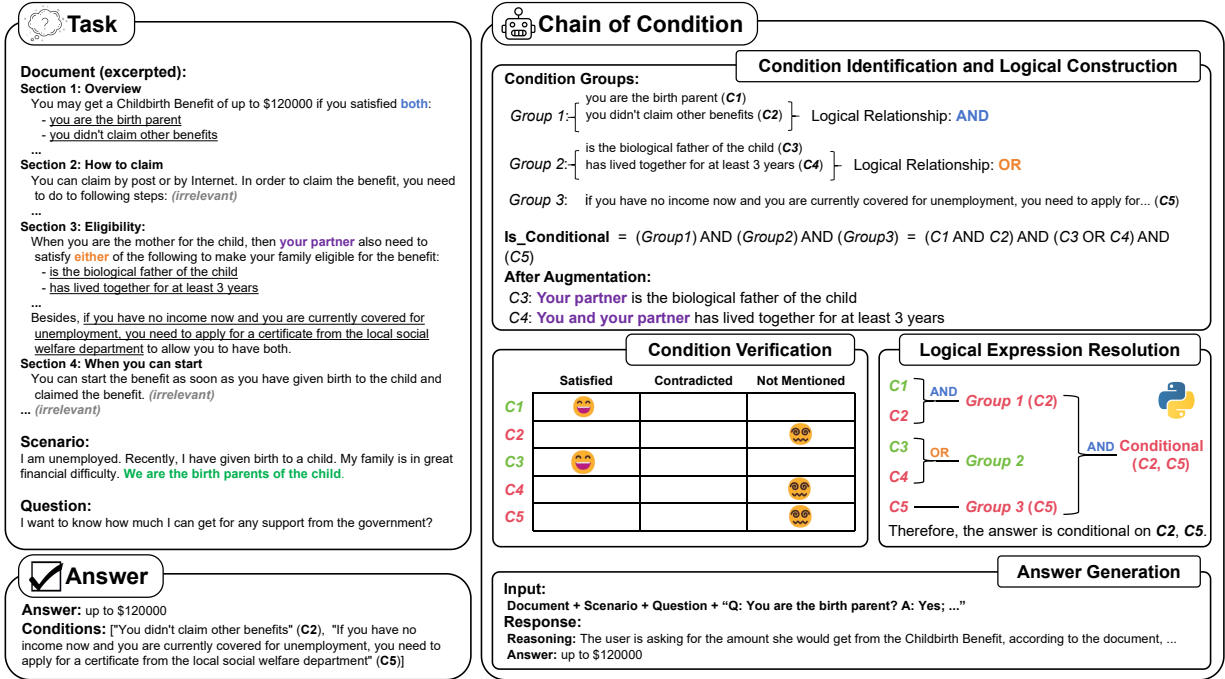 Task
Document (excerpted):
Section 1: Overview
You may get a Childbirth Benefit of up to $120000 if you satisfied both:
- you are the birth parent
- you didn't claim other benefits
...
Section 2: How to claim
You can claim by post or by Internet. In order to claim the benefit, you need
to do to following steps: (irrelevant)
...
Section 3: Eligibility:
When you are the mother for the child, then your partner also need to
satisfy either of the following to make your family eligible for the benefit:
- is the biological father of the child
- has lived together for at least 3 years
...
Besides, if you have no income now and you are currently covered for
unemployment, you need to apply for a certificate from the local social
welfare department to allow you to have both.
Section 4: When you can start
You can start the benefit as soon as you have given birth to the child and
claimed the benefit. (irrelevant)
... (irrelevant)
Scenario:
I am unemployed. Recently, I have given birth to a child. My family is in great
financial difficulty. We are the birth parents of the child.
Question:
I want to know how much I can get for any support from the government?
Answer
Answer: up to $120000
Conditions: ["You didn't claim other benefits" (C2), "If you have no
income now and you are currently covered for unemployment, you need to
apply for a certificate from the local social welfare department" (C5)]
Chain of Condition
Condition Identification and Logical Construction
Condition Groups:
Group 1:
you are the birth parent (C1)
you didn't claim other benefits (C2)
Logical Relationship: AND
Group 2:
is the biological father of the child (C3)
has lived together for at least 3 years (C4)
Logical Relationship: OR
Group 3: if you have no income now and you are currently covered for unemployment, you need to apply for... (C5)
Is_Conditional = (Group1) AND (Group2) AND (Group3) = (C1 AND C2) AND (C3 OR C4) AND
(C5)
After Augmentation:
C3: Your partner is the biological father of the child
C4: You and your partner has lived together for at least 3 years
Condition Verification
Satisfied Contradicted Not Mentioned
C1
C2
C3
C4
C5
Logical Expression Resolution
C1
C2
AND
Group 1 (C2)
C3
C4
OR
Group 2
C5
Group 3 (C5)
AND
Conditional
(C2, C5)
Therefore, the answer is conditional on C2, C5.
Answer Generation
Input:
Document + Scenario + Question + “Q: You are the birth parent? A: Yes; ...”
Response:
Reasoning: The user is asking for the amount she would get from the Childbirth Benefit, according to the document, ...
Answer: up to $120000